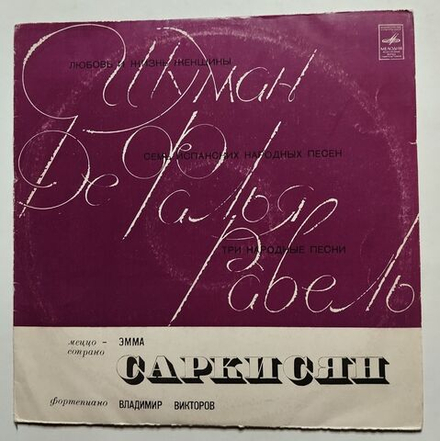 МЕЛОДИЯ
ЛЮБОВЬ И ЖИЗНЬ ЖЕНЩИНЫ
Шуман
СЕМЬ ИСПАНСКИХ НАРОДНЫХ ПЕСЕН
Де Фалья
ТРИ НАРОДНЫЕ ПЕСНИ
Равель
меццо – ЭММА
сопрано
САРКИСЯН
фортепиано ВЛАДИМИР ВИКТОРОВ